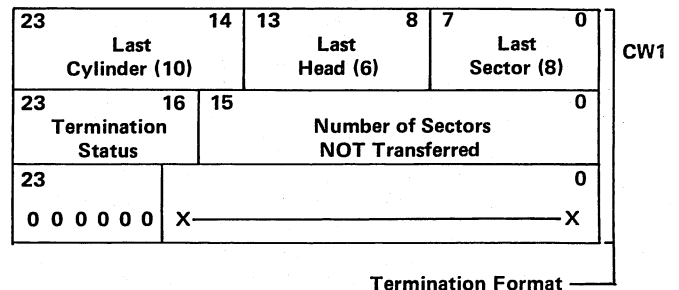 23 14 13 8 7 0
Last Last Last
Cylinder (10) Head (6) Sector (8)
CW1
23 16 15 0
Termination Number of Sectors
Status NOT Transferred
23 0
0 0 0 0 0 0 X X
Termination Format